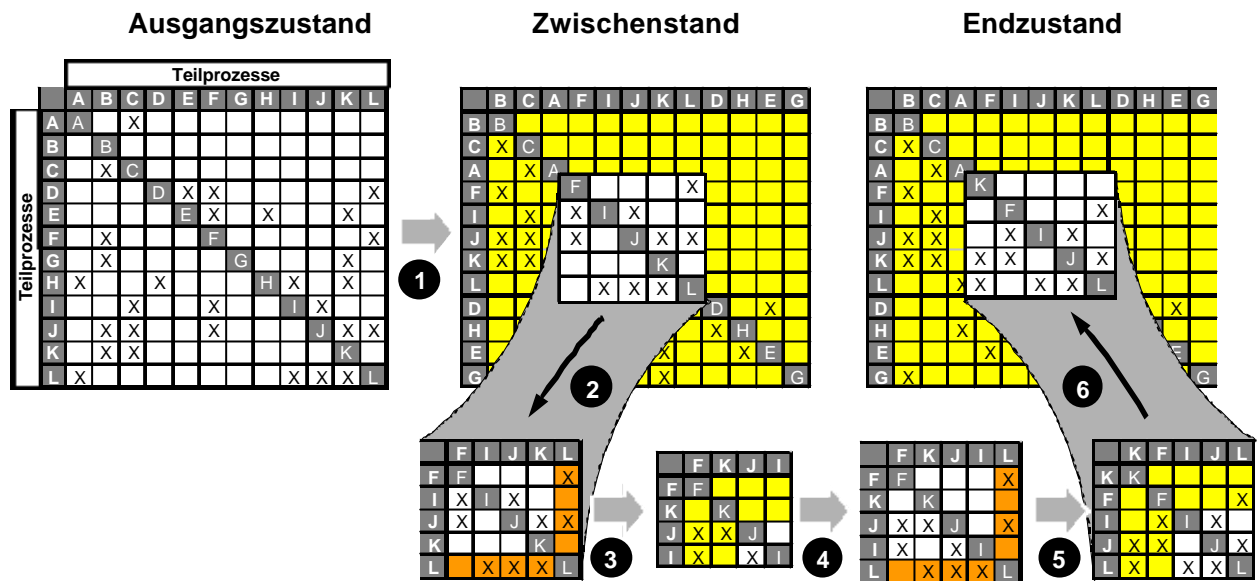 Ausgangszustand
Zwischenstand
Endzustand
Teilprozesse
Teilprozesse
A B C D E F G H I J K L
A A X
B B
C X C
D D X X X
E E X X X
F X F X
G X G X
H X X H X X
I X X I X
J X X X J X X
K X X K
L X X X X L
1
B C A F I J K L D H E G
B B
C X C
A X A
F X
I X
J X X
K X X
L
D D X
H X H
E X X E
G X G
F X
X I X
X J X X
K
X X X L
2
F I J K L
F F X
I X I X
J X J X X
K K
L X X X L
3
F K J I
F F
K K
J X X J
I X X I
4
F K J I L
F F X
K K
J X X J X
I X X I
L X X X L
5
K F I J L
K K
F F X
I X I X
J X X J X
L X X X L
6
B C A F I J K L D H E G
B B
C X C
A X A
F X
I X
J X X
K X X
L X
D X
H X
E X E
G X G
K
F X
X I X
X X J X
X X X L